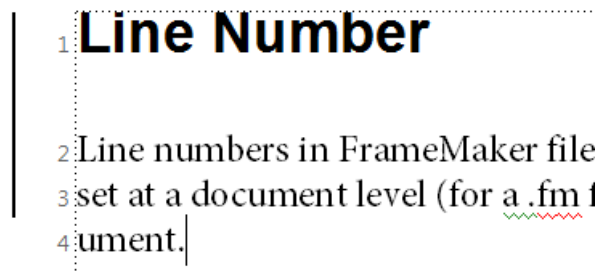 1 Line Number
2 Line numbers in FrameMaker file
3 set at a document level (for a .fm f
4 ument.